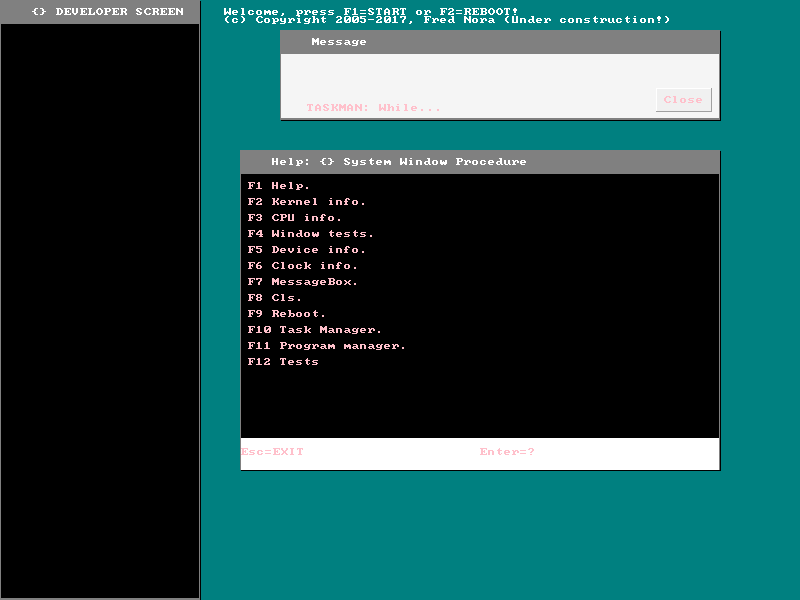 {} DEVELOPER SCREEN
Welcome, press F1=START or F2=REBOOT!
(c) Copyright 2005-2017, Fred Nora (Under construction!)
Message
TASKMAN: While...
Close
Help: {} System Window Procedure
F1 Help.
F2 Kernel info.
F3 CPU info.
F4 Window tests.
F5 Device info.
F6 Clock info.
F7 MessageBox.
F8 Cls.
F9 Reboot.
F10 Task Manager.
F11 Program manager.
F12 Tests
Esc=EXIT
Enter=?